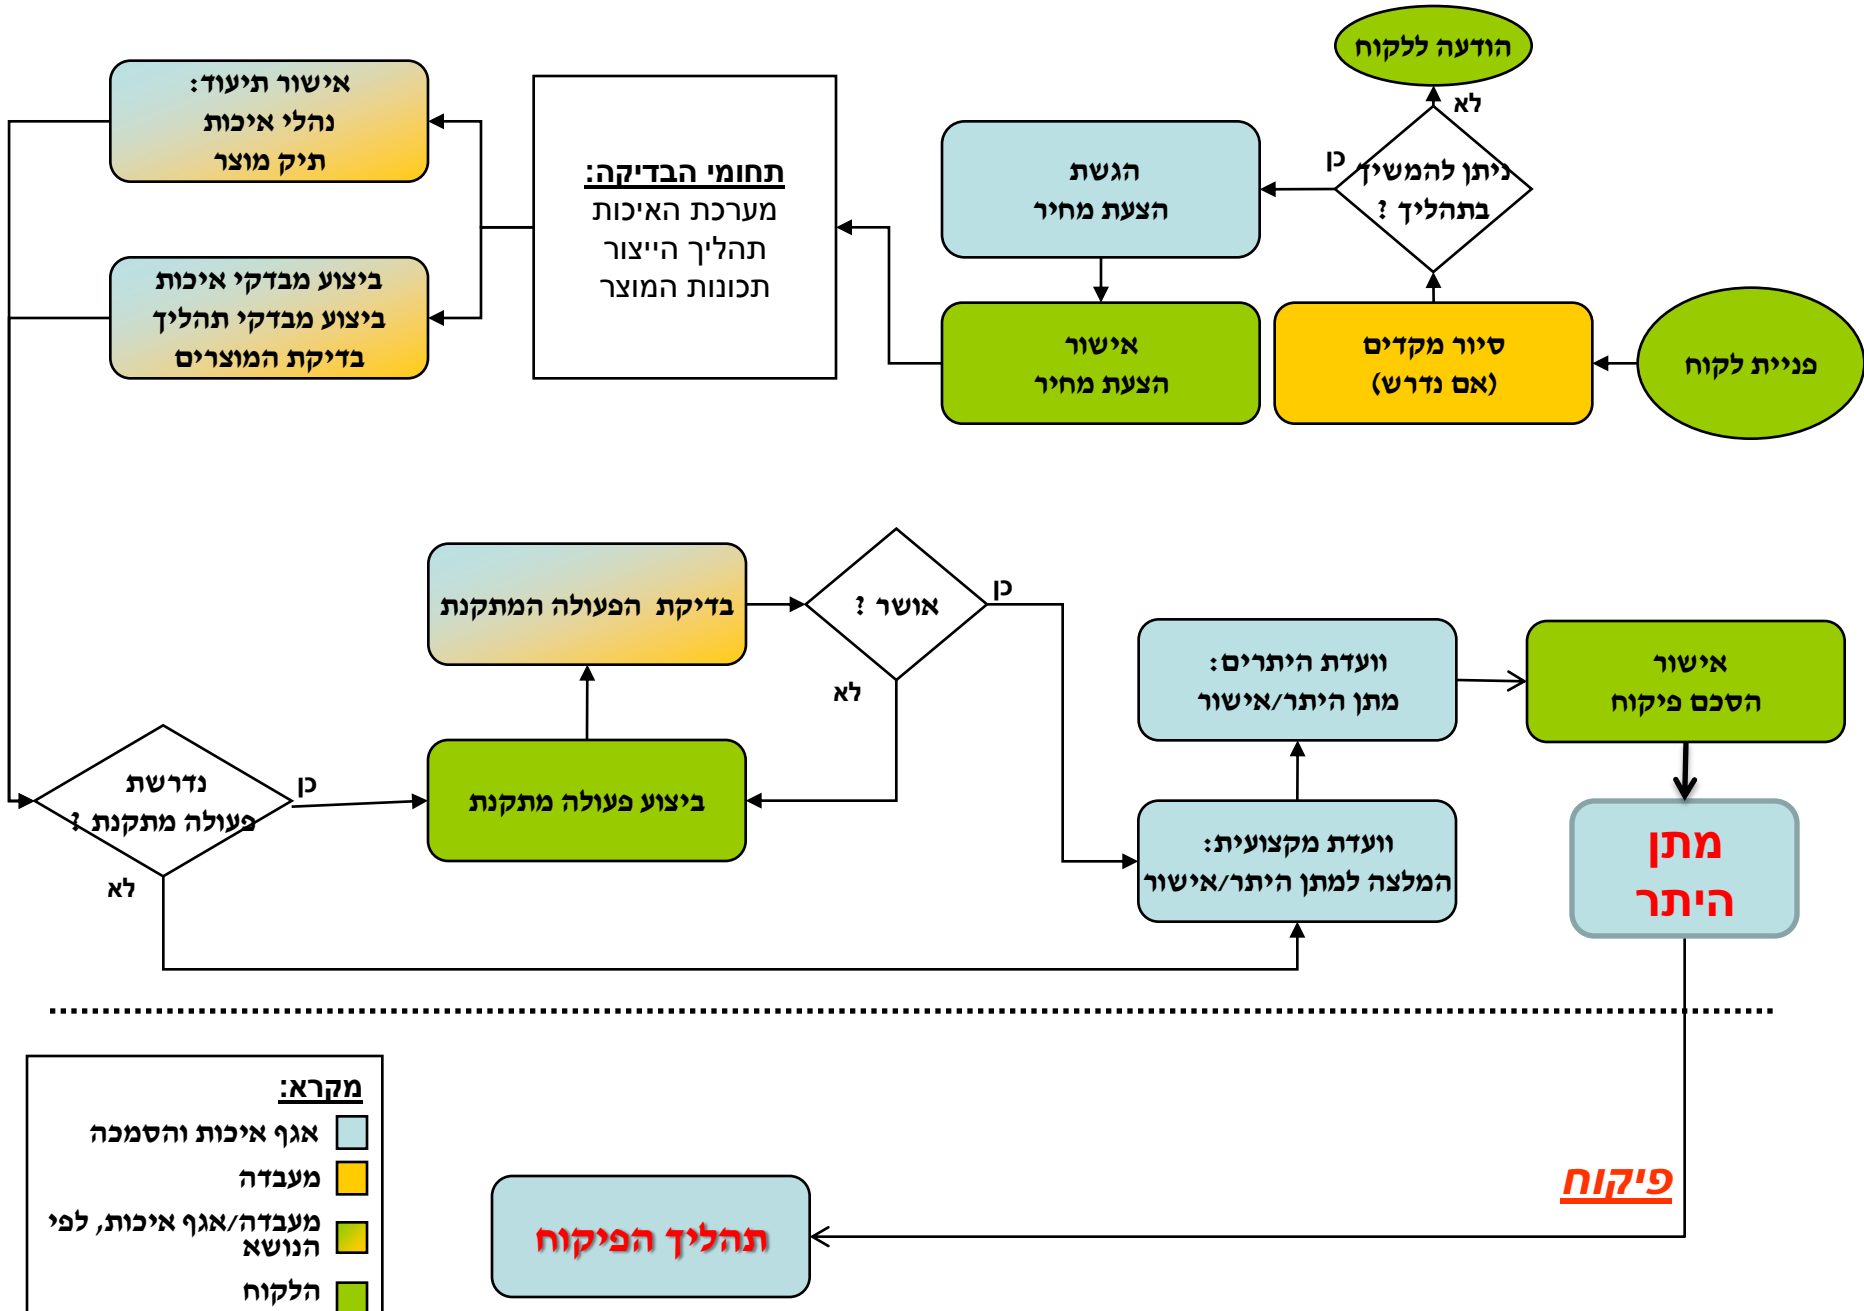 הודעה ללקוח
לא
ניתן להמשיך
בתהליך ?
כן
פניית לקוח
סיור מקדים
(אם נדרש)
הגשת
הצעת מחיר
אישור
הצעת מחיר
תחומי הבדיקה:
מערכת האיכות
תהליך הייצור
תכונות המוצר
אישור תיעוד:
נהלי איכות
תיק מוצר
ביצוע מבדקי איכות
ביצוע מבדקי תהליך
בדיקת המוצרים
נדרשת
פעולה מתקנת ?
כן
לא
ביצוע פעולה מתקנת
בדיקת הפעולה המתקנת
אושר ?
כן
לא
וועדת מקצועית:
המלצה למתן היתר/אישור
וועדת היתרים:
מתן היתר/אישור
אישור
הסכם פיקוח
מתן
היתר
פיקוח
תהליך הפיקוח
מקרא:
אגף איכות והסמכה
מעבדה
מעבדה/אגף איכות, לפי
הנושא
הלקוח